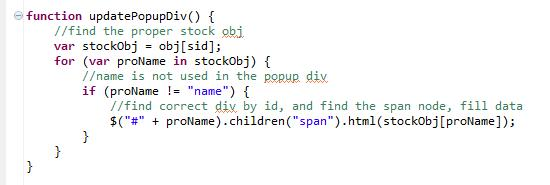 function updatePopupDiv() {
    //find the proper stock obj
    var stockObj = obj[sid];
    for (var proName in stockObj) {
        //name is not used in the popup div
        if (proName != "name") {
            //find correct div by id, and find the span node, fill data
            $("#" + proName).children("span").html(stockObj[proName]);
        }
    }
}